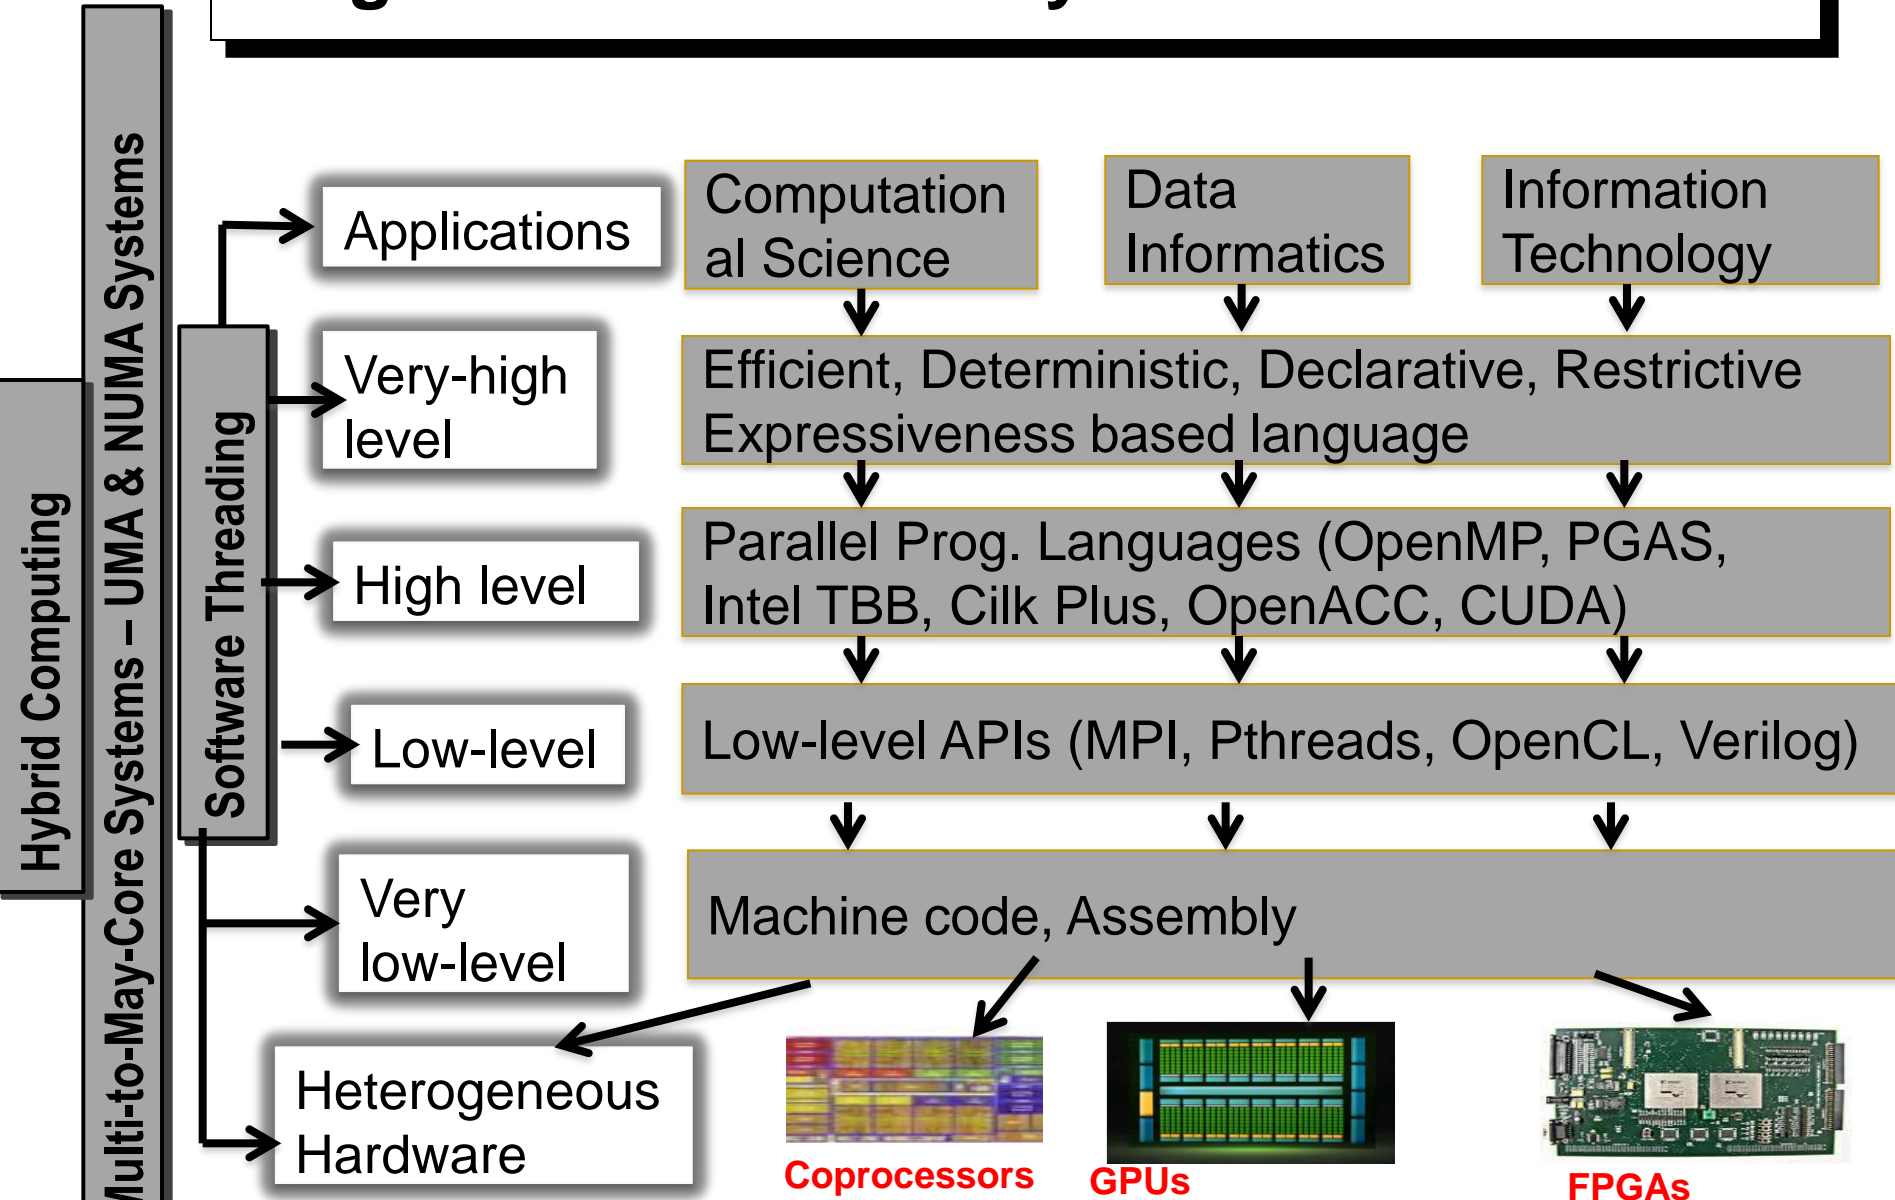 Hybrid Computing
Multi-to-May-Core Systems – UMA & NUMA Systems
Software Threading
Applications
Computation
al Science
Data
Informatics
Information
Technology
Very-high
level
Efficient, Deterministic, Declarative, Restrictive
Expressiveness based language
High level
Parallel Prog. Languages (OpenMP, PGAS,
Intel TBB, Cilk Plus, OpenACC, CUDA)
Low-level
Low-level APIs (MPI, Pthreads, OpenCL, Verilog)
Very
low-level
Machine code, Assembly
Heterogeneous
Hardware
Coprocessors
GPUs
FPGAs